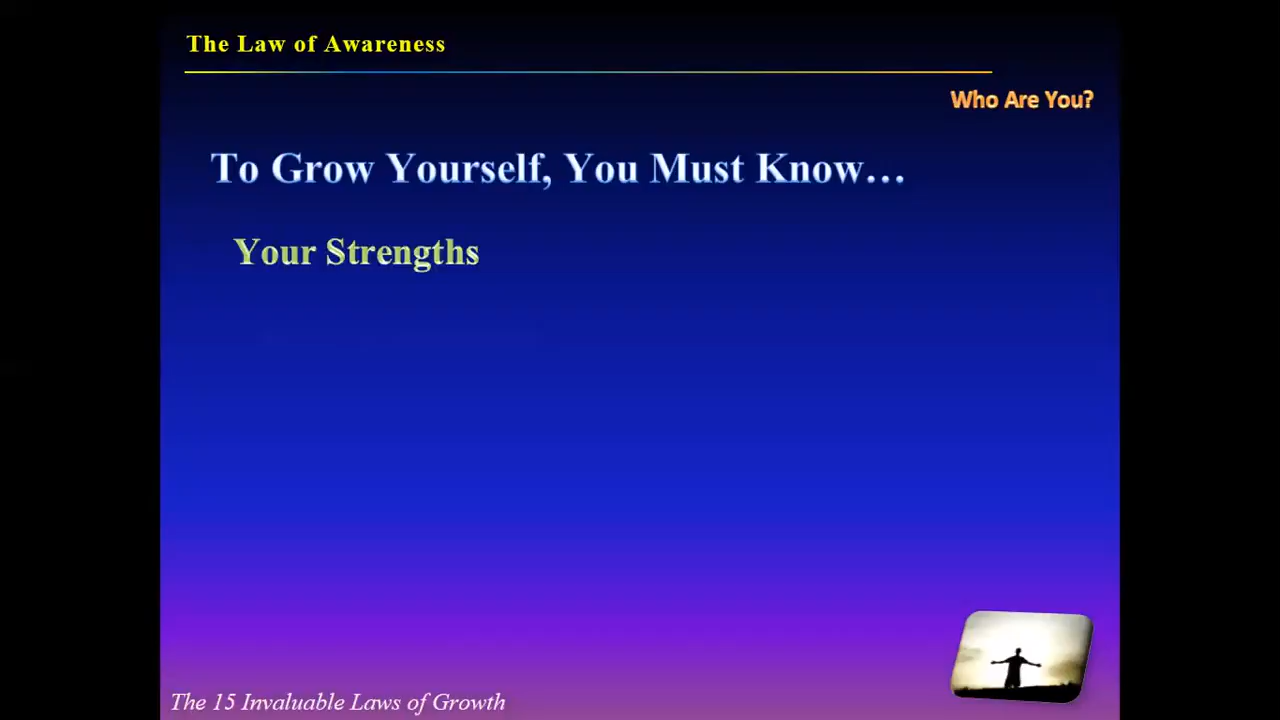 The Law of Awareness
Who Are You?
To Grow Yourself, You Must Know…
Your Strengths
The 15 Invaluable Laws of Growth